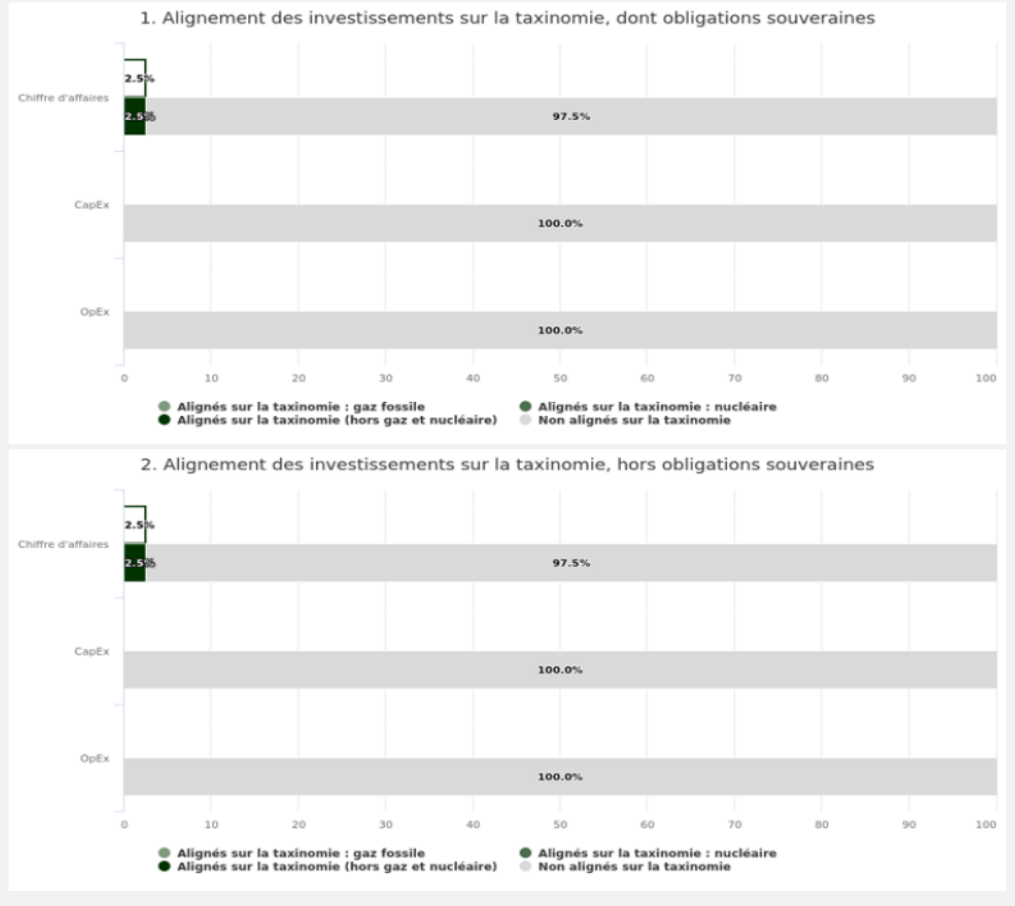 1. Alignement des investissements sur la taxinomie, dont obligations souveraines
2.5%
Chiffre d'affaires
2.5%
97.5%
CapEx
100.0%
OpEx
100.0%
0 10 20 30 40 50 60 70 80 90 100
Alignés sur la taxinomie : gaz fossile Alignés sur la taxinomie : nucléaire
Alignés sur la taxinomie (hors gaz et nucléaire) Non alignés sur la taxinomie
2. Alignement des investissements sur la taxinomie, hors obligations souveraines
2.5%
Chiffre d'affaires
2.5%
97.5%
CapEx
100.0%
OpEx
100.0%
0 10 20 30 40 50 60 70 80 90 100
Alignés sur la taxinomie : gaz fossile Alignés sur la taxinomie : nucléaire
Alignés sur la taxinomie (hors gaz et nucléaire) Non alignés sur la taxinomie